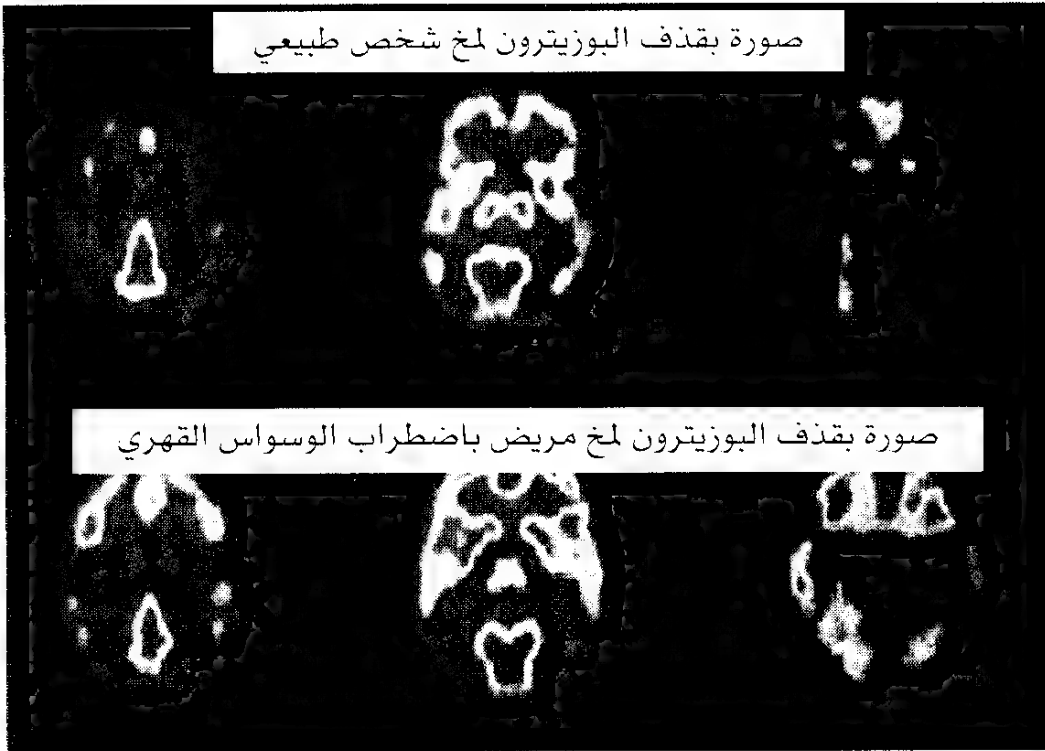 صورة بقذف البوزيترون لمخ شخص طبيعي
صورة بقذف البوزيترون لمخ مريض باضطراب الوسواس القهري